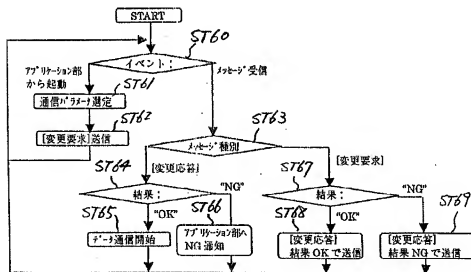 START
ST60
イベント：
アプリケーション部
から起動
メッセージ受信
ST61
通信パラメータ選定
ST62
[変更要求]送信
ST63
メッセージ種別
[変更応答]
[変更要求]
ST64
結果：
"OK"
"NG"
ST65
データ通信開始
ST66
アプリケーション部へ
NG通知
ST67
結果：
"OK"
"NG"
ST68
[変更応答]
結果OKで送信
ST69
[変更応答]
結果NGで送信